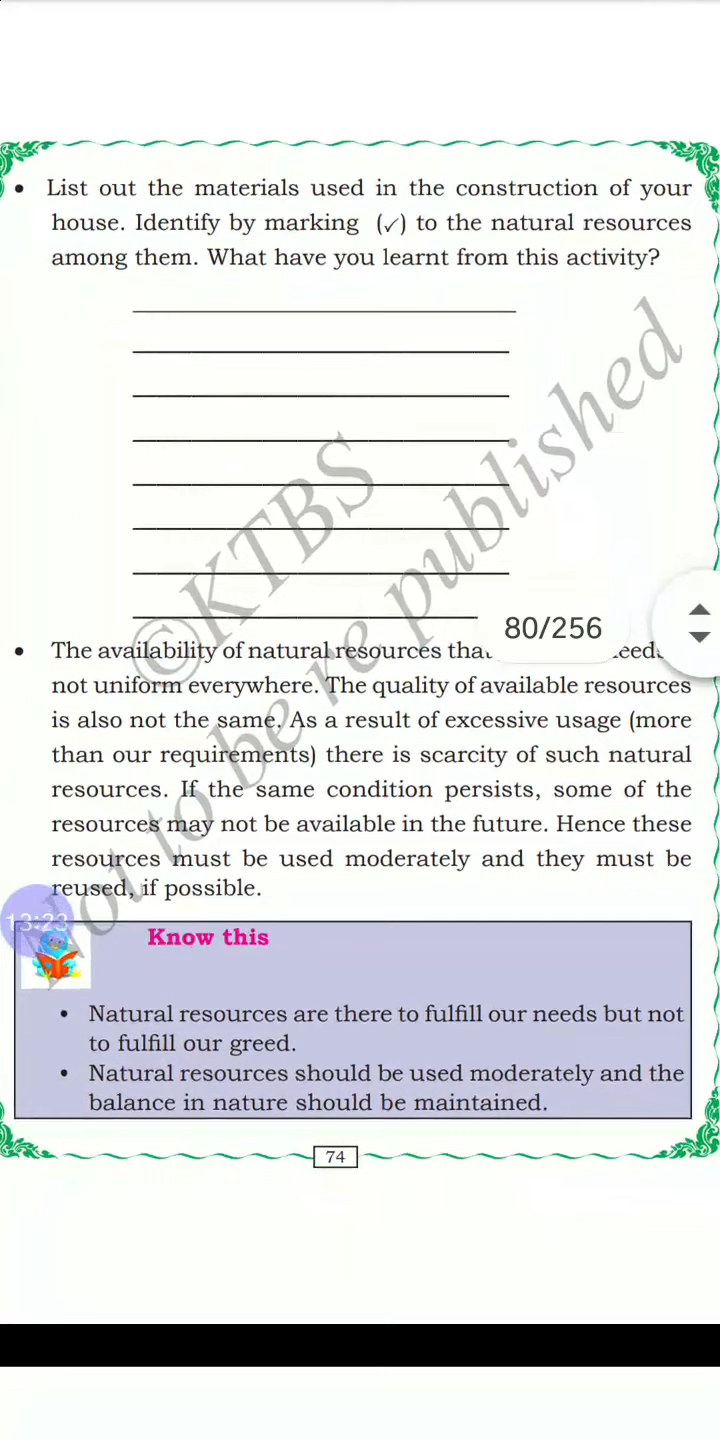 • List out the materials used in the construction of your
house. Identify by marking (✓) to the natural resources
among them. What have you learnt from this activity?
80/256
• The availability of natural resources that
not uniform everywhere. The quality of available resources
is also not the same. As a result of excessive usage (more
than our requirements) there is scarcity of such natural
resources. If the same condition persists, some of the
resources may not be available in the future. Hence these
resources must be used moderately and they must be
reused, if possible.
13:23
Know this
• Natural resources are there to fulfill our needs but not
to fulfill our greed.
• Natural resources should be used moderately and the
balance in nature should be maintained.
74
©KTBS
Not to be re published